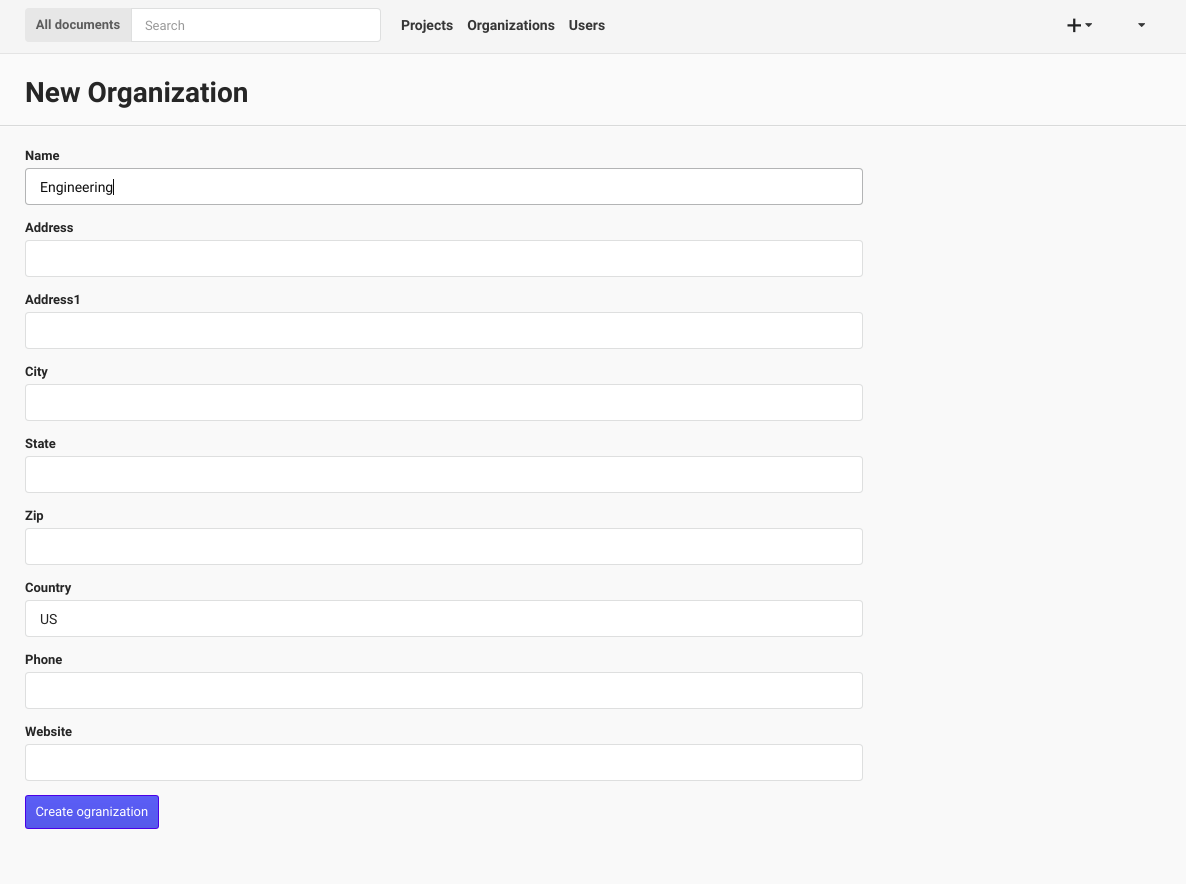 All documents Search Projects Organizations Users
New Organization
Name
Engineering
Address
Address1
City
State
Zip
Country
US
Phone
Website
Create ogranization